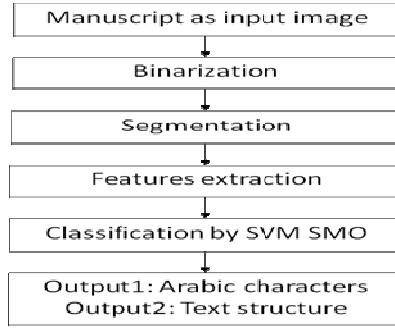 Manuscript as input image
Binarization
Segmentation
Features extraction
Classification by SVM SMO
Output1: Arabic characters
Output2: Text structure